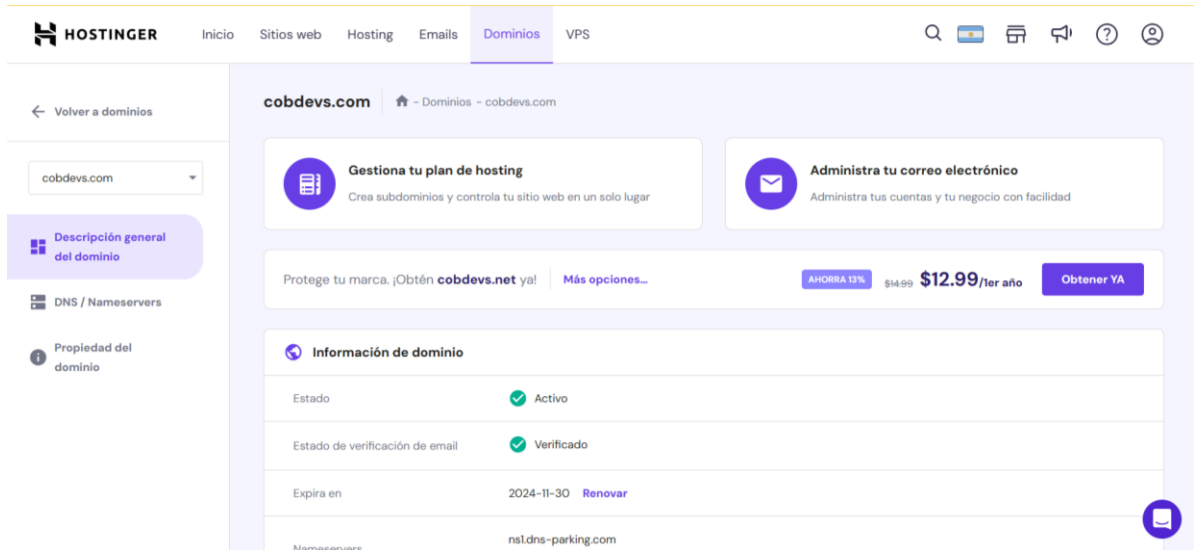 HOSTINGER
Inicio
Sitios web
Hosting
Emails
Dominios
VPS
Volver a dominios
cobdevs.com
Descripción general
del dominio
DNS / Nameservers
Propiedad del
dominio
cobdevs.com
- Dominios - cobdevs.com
Gestiona tu plan de hosting
Crea subdominios y controla tu sitio web en un solo lugar
Administra tu correo electrónico
Administra tus cuentas y tu negocio con facilidad
Protege tu marca. ¡Obtén cobdevs.net ya!
Más opciones...
AHORRA 13%
$14.99 $12.99/1er año
Obtener YA
Información de dominio
Estado
Activo
Estado de verificación de email
Verificado
Expira en
2024-11-30 Renovar
Nameservers
ns1.dns-parking.com